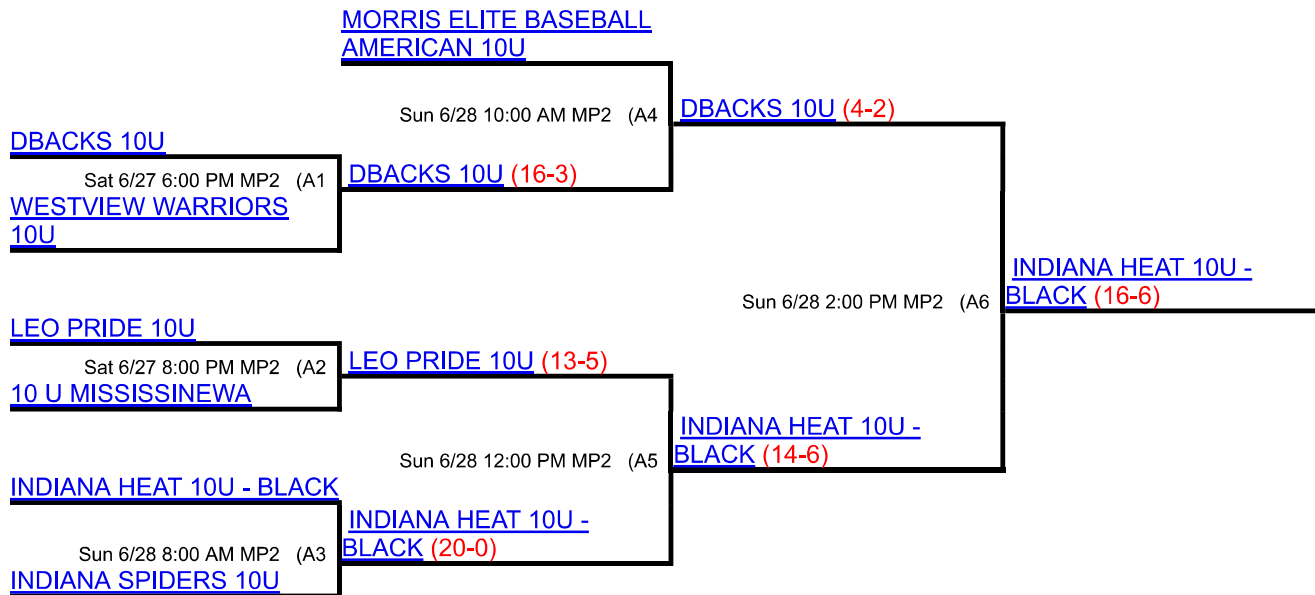 MORRIS ELITE BASEBALL
AMERICAN 10U
Sun 6/28 10:00 AM MP2 (A4
DBACKS 10U (4-2)
DBACKS 10U
Sat 6/27 6:00 PM MP2 (A1
DBACKS 10U (16-3)
WESTVIEW WARRIORS
10U
INDIANA HEAT 10U -
BLACK (16-6)
Sun 6/28 2:00 PM MP2 (A6
LEO PRIDE 10U
Sat 6/27 8:00 PM MP2 (A2
LEO PRIDE 10U (13-5)
10 U MISSISSINEWA
INDIANA HEAT 10U -
BLACK (14-6)
Sun 6/28 12:00 PM MP2 (A5
INDIANA HEAT 10U - BLACK
INDIANA HEAT 10U -
BLACK (20-0)
Sun 6/28 8:00 AM MP2 (A3
INDIANA SPIDERS 10U